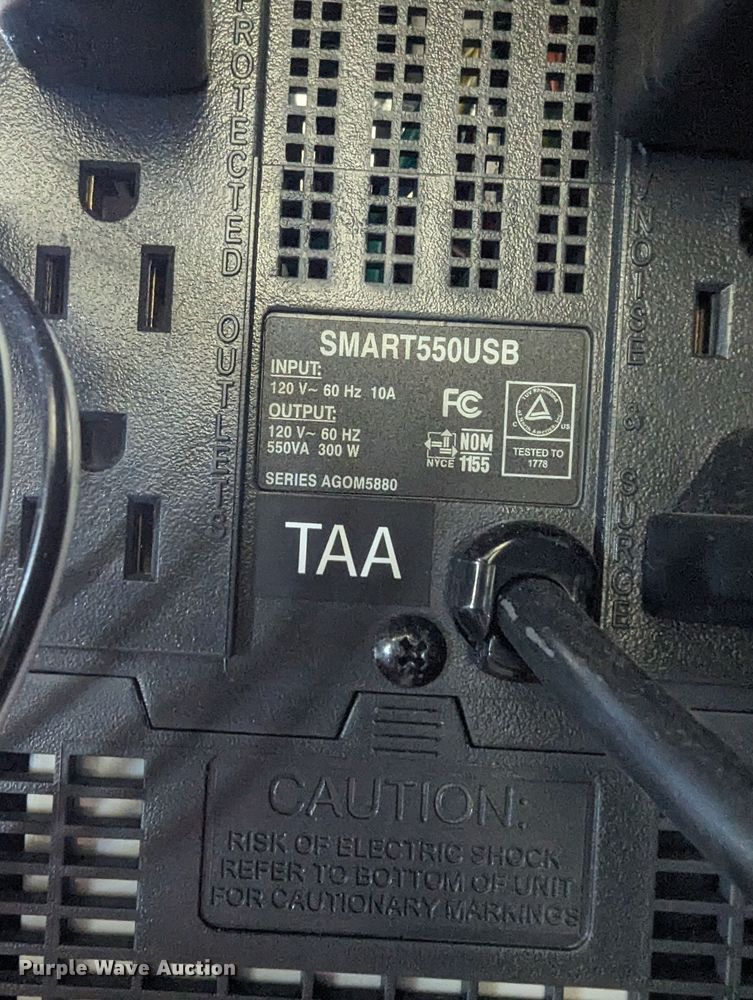 PROTECTED OUTLETS
SMART550USB
INPUT:
120 V~ 60 Hz 10A
OUTPUT:
120 V~ 60 HZ
550VA 300 W
SERIES AGOM5880
FC
NYCE
NOM
1155
C US
TESTED TO
1778
TAA
/NOISE & SURGE
CAUTION:
RISK OF ELECTRIC SHOCK
REFER TO BOTTOM OF UNIT
FOR CAUTIONARY MARKINGS
Purple Wave Auction